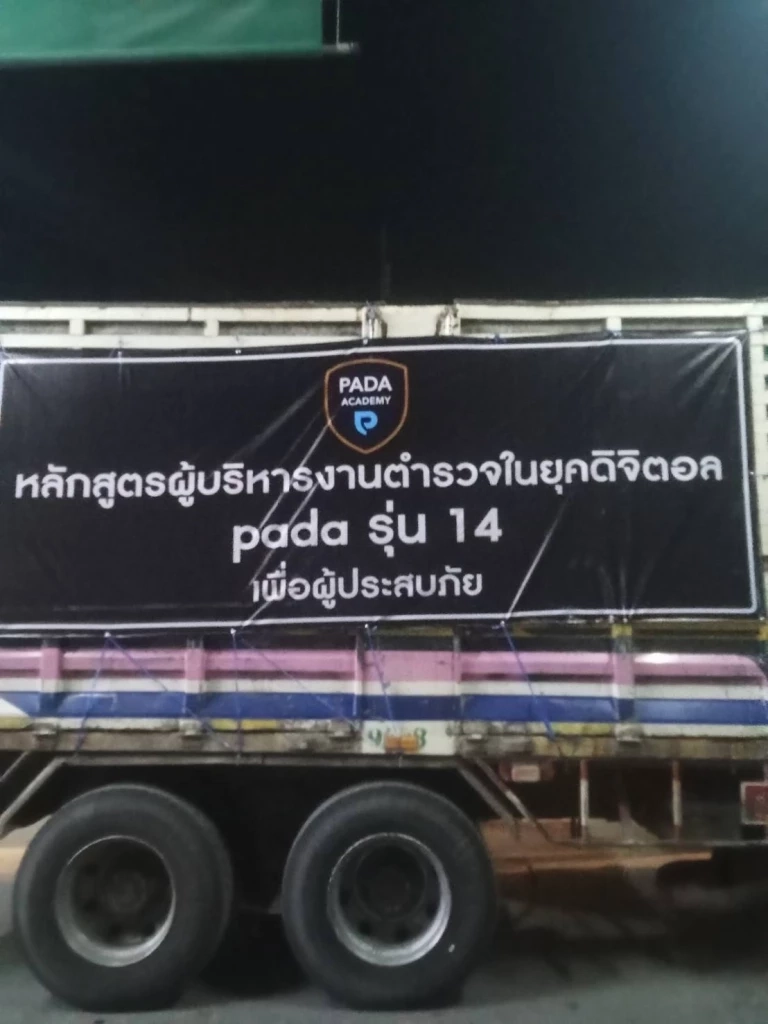 PADA
ACADEMY
หลักสูตรผู้บริหารงานตำรวจในยุคดิจิตอล
pada รุ่น 14
เพื่อผู้ประสบภัย